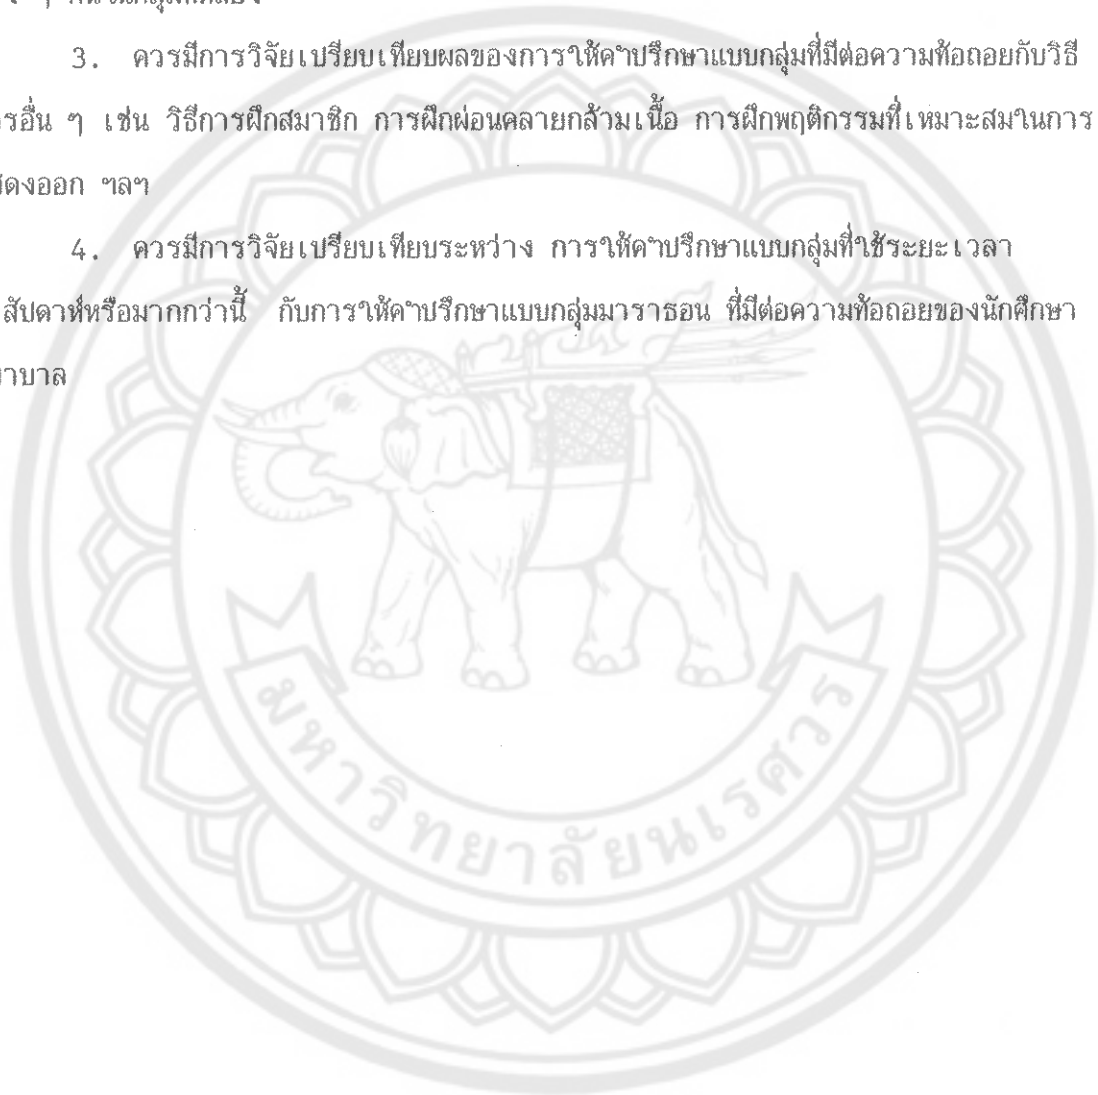 3. ควรมีการวิจัยเปรียบเทียบผลของการให้คำปรึกษาแบบกลุ่มที่มีต่อความท้อถอยกับวิธี
รอื่น ๆ เช่น วิธีการฝึกสมาชิก การฝึกผ่อนคลายกล้ามเนื้อ การฝึกพฤติกรรมที่เหมาะสมในการ
ดงออก ฯลฯ
4. ควรมีการวิจัยเปรียบเทียบระหว่าง การให้คำปรึกษาแบบกลุ่มที่ใช้ระยะเวลา
สัปดาห์หรือมากกว่านี้ กับการให้คำปรึกษาแบบกลุ่มมาราธอน ที่มีต่อความท้อถอยของนักศึกษา
าบาล
มหาวิทยาลัยนเรศวร